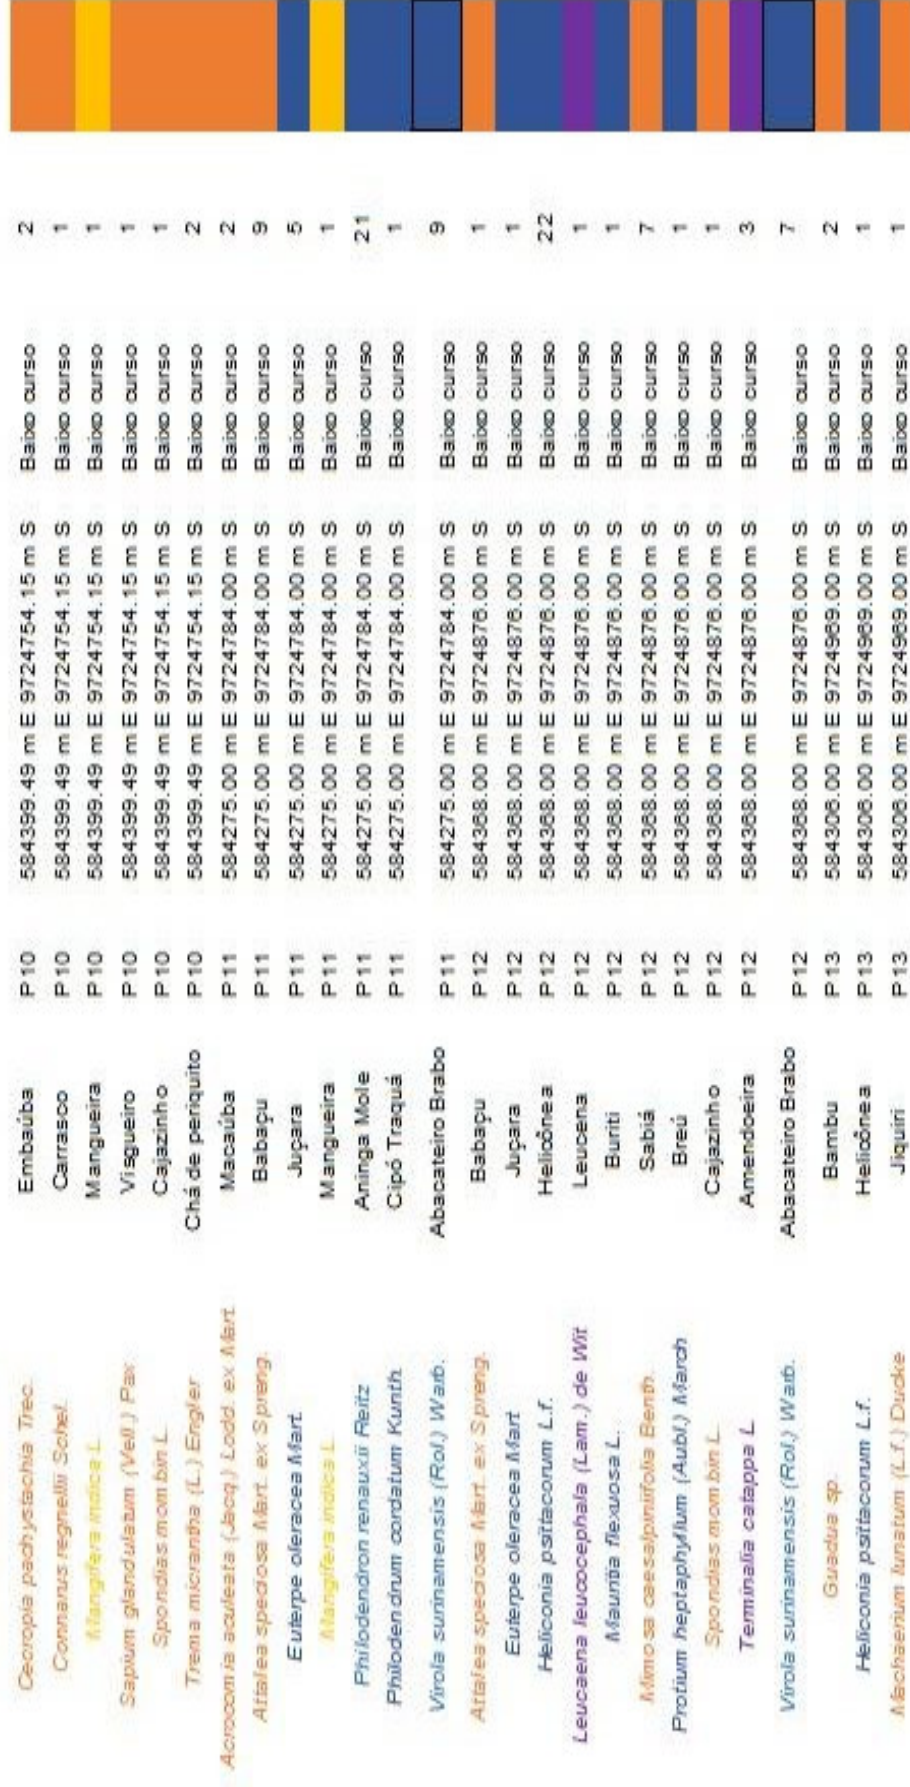 Cecropia pachystachia Trec. Embaúba P10 584399.49 m E 9724754.15 m S Baixo curso 2
Connarus regnellii Schel. Carrasco P10 584399.49 m E 9724754.15 m S Baixo curso 1
Mangifera indica L. Mangueira P10 584399.49 m E 9724754.15 m S Baixo curso 1
Sapium glandulatum (Vell.) Pax Visgueiro P10 584399.49 m E 9724754.15 m S Baixo curso 1
Spondias mombin L. Cajazinho P10 584399.49 m E 9724754.15 m S Baixo curso 1
Trema micrantha (L.) Engler Chá de periquito P10 584399.49 m E 9724754.15 m S Baixo curso 2
Acrocomia aculeata (Jacq.) Lodd. ex Mart. Macaúba P11 584275.00 m E 9724784.00 m S Baixo curso 2
Attalea speciosa Mart. ex Spreng. Babaçu P11 584275.00 m E 9724784.00 m S Baixo curso 9
Euterpe oleracea Mart. Juçara P11 584275.00 m E 9724784.00 m S Baixo curso 5
Mangifera indica L. Mangueira P11 584275.00 m E 9724784.00 m S Baixo curso 1
Philodendron renauxii Reitz Aninga Mole P11 584275.00 m E 9724784.00 m S Baixo curso 21
Philodendrum cordatum Kunth. Cipó Traquá P11 584275.00 m E 9724784.00 m S Baixo curso 1
Virola surinamensis (Rol.) Warb. Abacateiro Brabo P11 584275.00 m E 9724784.00 m S Baixo curso 9
Attalea speciosa Mart. ex Spreng. Babaçu P12 584368.00 m E 9724876.00 m S Baixo curso 1
Euterpe oleracea Mart Juçara P12 584368.00 m E 9724876.00 m S Baixo curso 1
Heliconia psittacorum L.f. Helicônea P12 584368.00 m E 9724876.00 m S Baixo curso 22
Leucaena leucocephala (Lam.) de Wit Leucena P12 584368.00 m E 9724876.00 m S Baixo curso 1
Mauritia flexuosa L. Buriti P12 584368.00 m E 9724876.00 m S Baixo curso 1
Mimosa caesalpiniifolia Benth. Sabiá P12 584368.00 m E 9724876.00 m S Baixo curso 7
Protium heptaphyllum (Aubl.) March Breú P12 584368.00 m E 9724876.00 m S Baixo curso 1
Spondias mombin L. Cajazinho P12 584368.00 m E 9724876.00 m S Baixo curso 1
Terminalia catappa L. Amendoeira P12 584368.00 m E 9724876.00 m S Baixo curso 3
Virola surinamensis (Rol.) Warb. Abacateiro Brabo P12 584368.00 m E 9724876.00 m S Baixo curso 7
Guadua sp. Bambu P13 584306.00 m E 9724969.00 m S Baixo curso 2
Heliconia psittacorum L.f. Helicônea P13 584306.00 m E 9724969.00 m S Baixo curso 1
Machaerium lunatum (L.f.) Ducke Jiquiri P13 584306.00 m E 9724969.00 m S Baixo curso 1